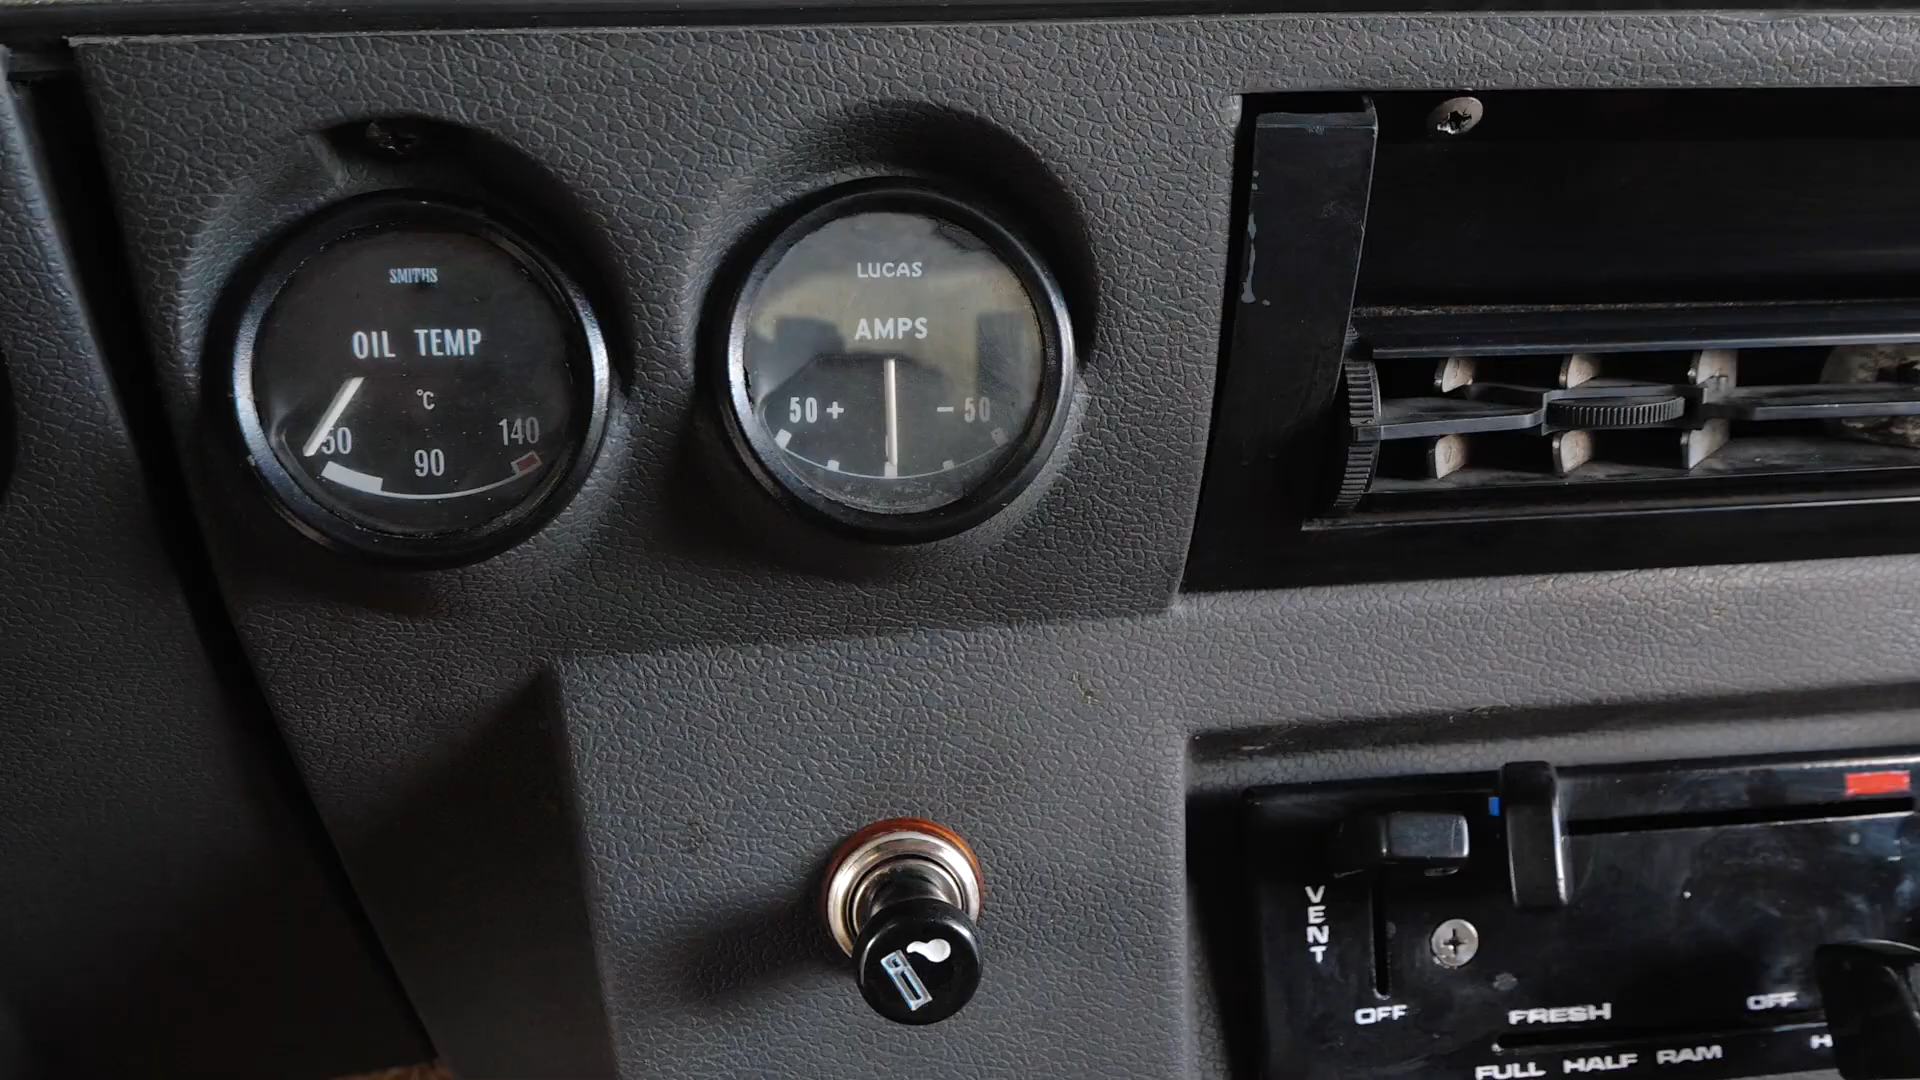 SMITHS
OIL TEMP
°C
50
90
140
LUCAS
AMPS
50 +
- 50
VENT
OFF
FRESH
OFF
FULL HALF RAM